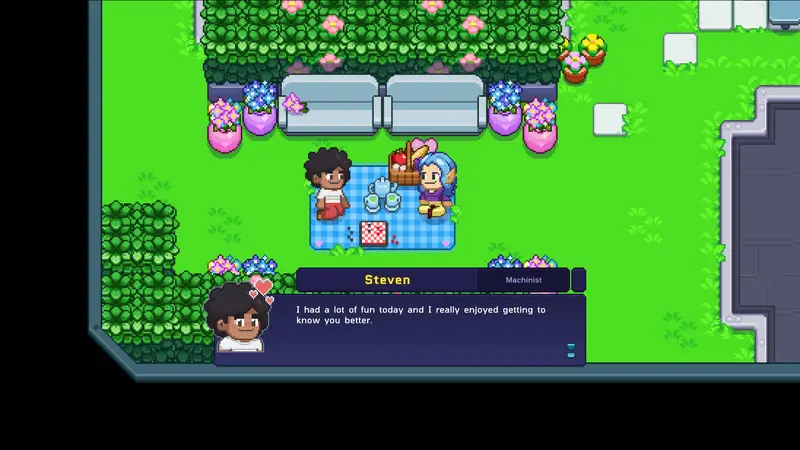 Steven
Machinist
I had a lot of fun today and I really enjoyed getting to
know you better.